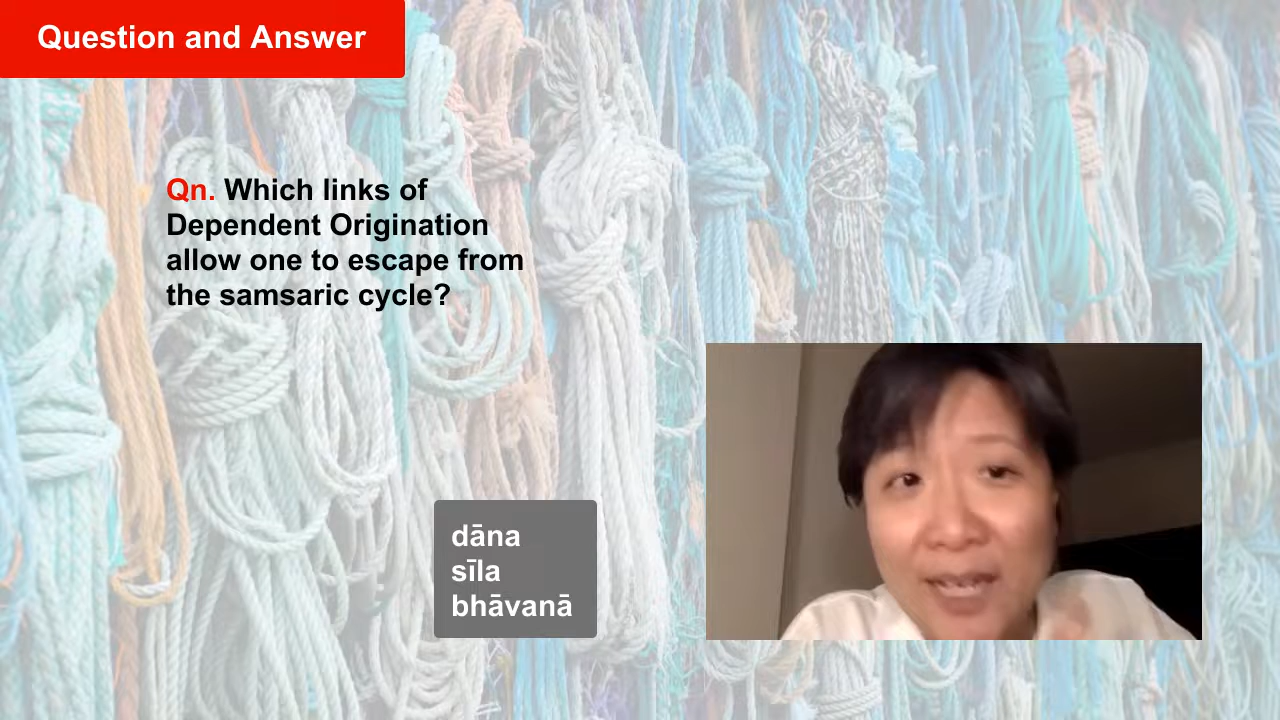 Question and Answer
Qn. Which links of
Dependent Origination
allow one to escape from
the samsaric cycle?
dāna
sīla
bhāvanā